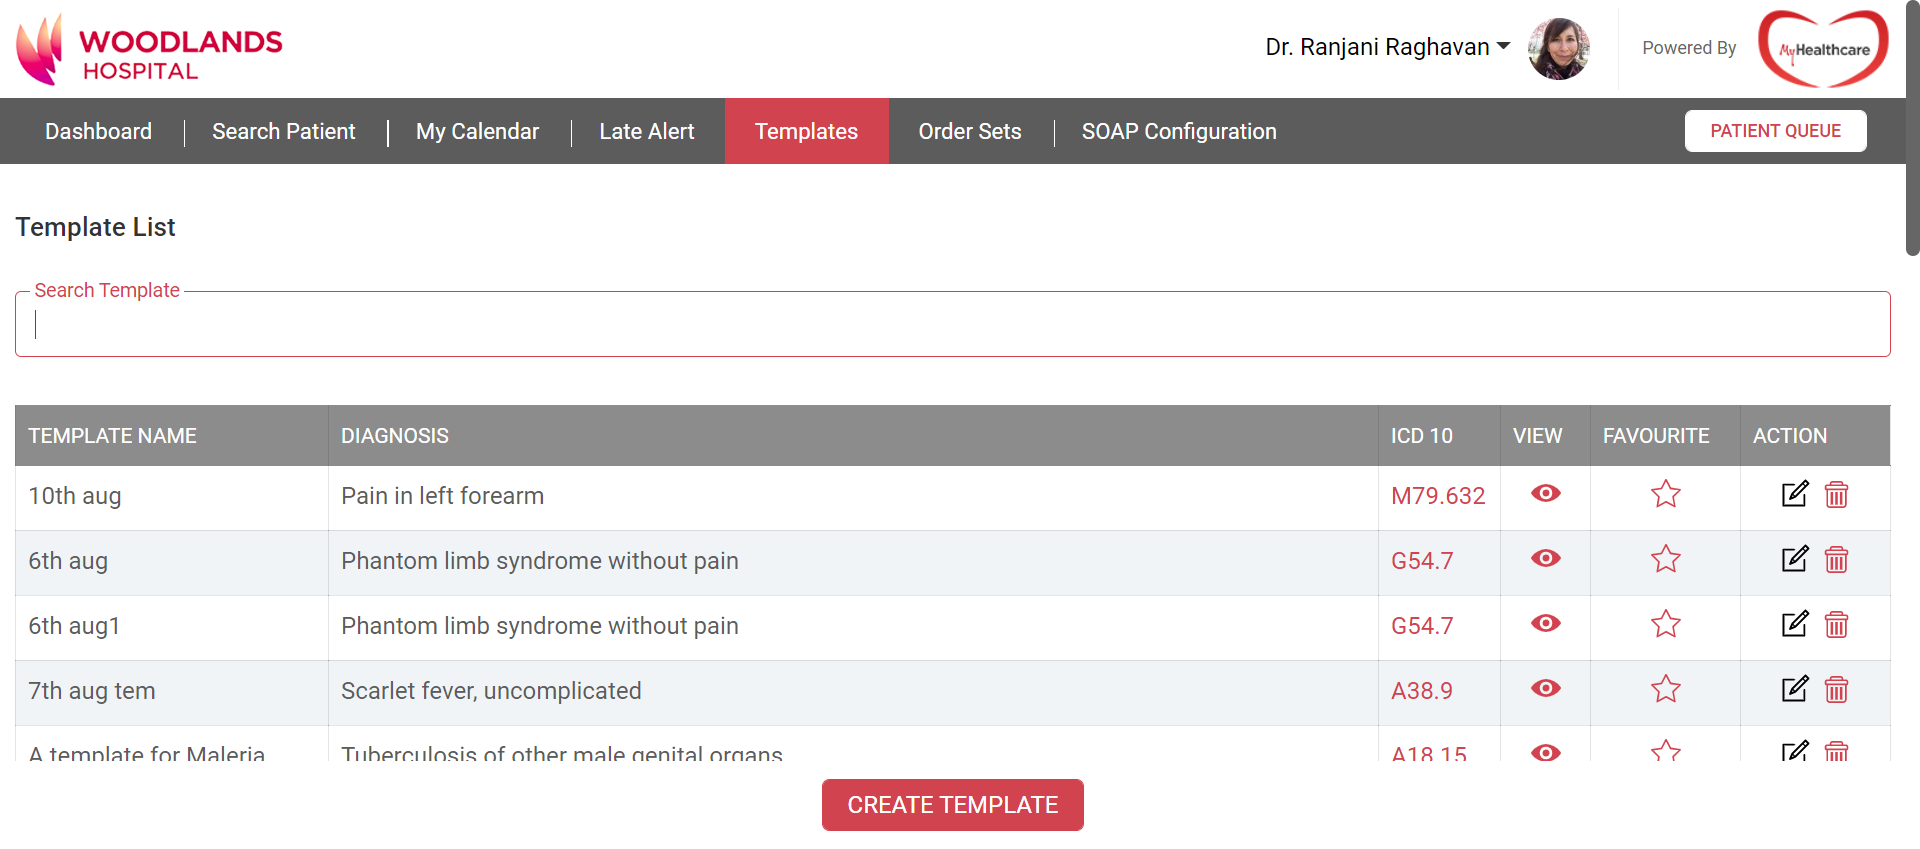 WOODLANDS
HOSPITAL
Dr. Ranjani Raghavan
Powered By
MyHealthcare
Dashboard
Search Patient
My Calendar
Late Alert
Templates
Order Sets
SOAP Configuration
PATIENT QUEUE
Template List
Search Template
TEMPLATE NAME DIAGNOSIS ICD 10 VIEW FAVOURITE ACTION
10th aug Pain in left forearm M79.632
6th aug Phantom limb syndrome without pain G54.7
6th aug1 Phantom limb syndrome without pain G54.7
7th aug tem Scarlet fever, uncomplicated A38.9
A template for Maleria Tuberculosis of other male genital organs A18.15
CREATE TEMPLATE